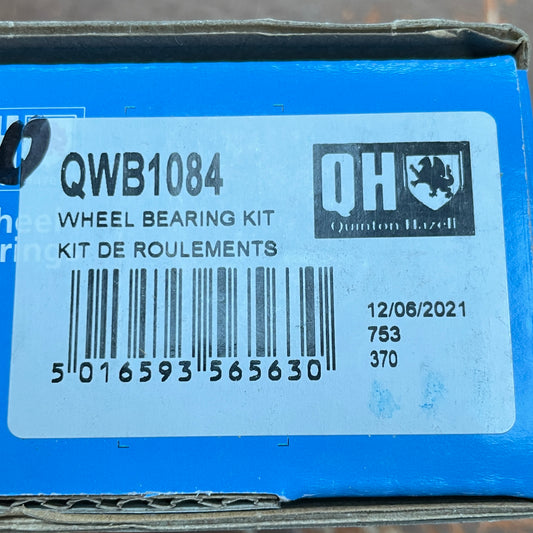 QWB1084
WHEEL BEARING KIT
KIT DE ROULEMENTS
QH
Quinton Hazell
12/06/2021
753
370
5 016593 565630